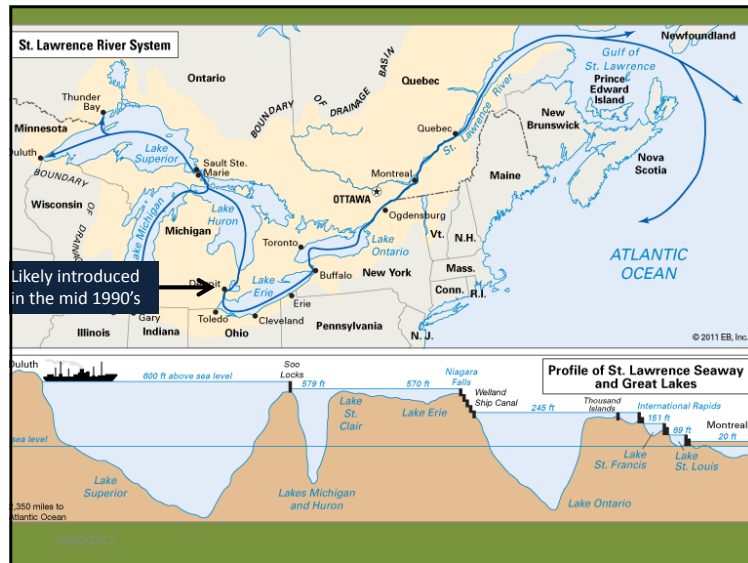 St. Lawrence River System
Newfoundland
Gulf of
St. Lawrence
Prince
Edward
Island
Ontario
Quebec
BOUNDARY
OF
DRAINAGE
BASIN
St. Lawrence River
Thunder
Bay
Minnesota
Duluth
Lake
Superior
Sault Ste.
Marie
BOUNDARY
OF
Wisconsin
Lake Michigan
Michigan
Lake
Huron
Quebec
New
Brunswick
Nova
Scotia
Maine
Montreal
OTTAWA
Ogdensburg
Toronto
Lake
Ontario
Vt.
N.H.
Buffalo
New York
Mass.
Conn.
R.I.
ATLANTIC
OCEAN
Likely introduced
in the mid 1990's
Lake
Erie
Erie
Toledo
Cleveland
Gary
Illinois
Indiana
Ohio
Pennsylvania
N. J.
© 2011 EB, Inc.
Duluth
600 ft above sea level
Soo
Locks
579 ft
570 ft
Niagara
Falls
Profile of St. Lawrence Seaway
and Great Lakes
Lake
St.
Clair
Lake Erie
Welland
Ship Canal
245 ft
Thousand
Islands
International Rapids
151 ft
69 ft
Montreal
20 ft
sea level
Lake
Superior
Lakes Michigan
and Huron
Lake Ontario
Lake
St. Francis
Lake
St. Louis
2,350 miles to
Atlantic Ocean
10/30/2017